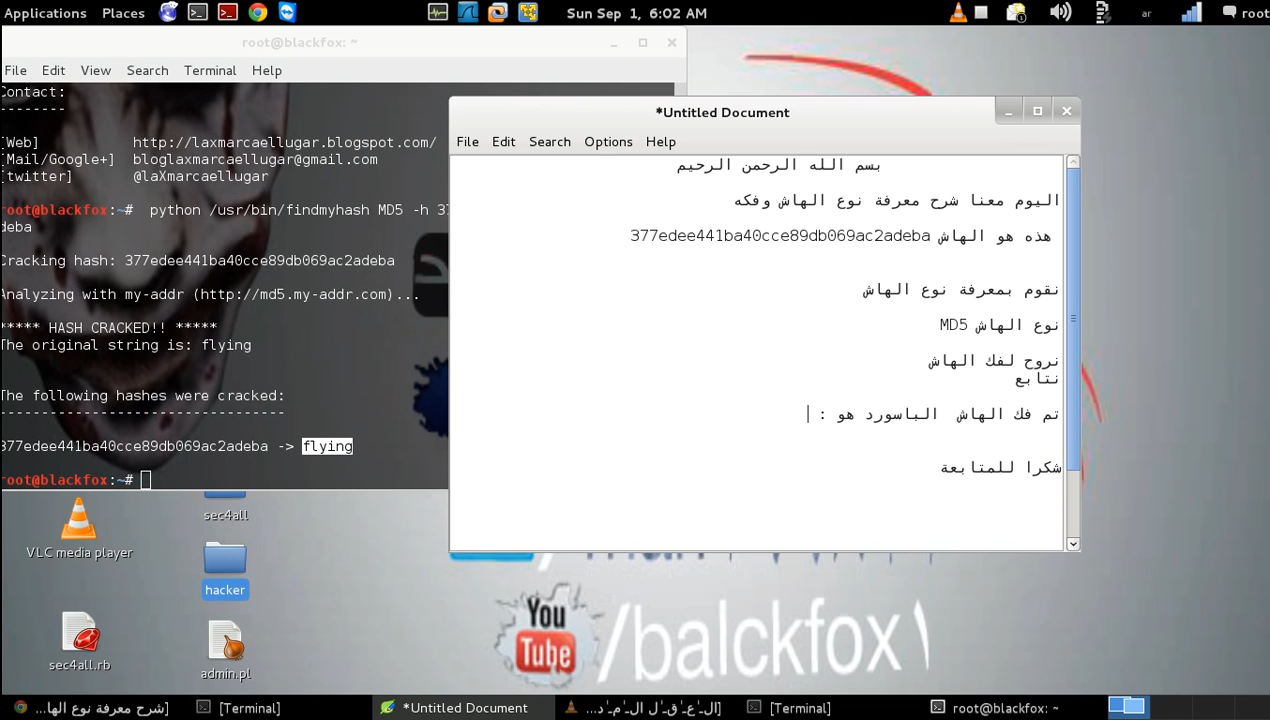 Applications Places Sun Sep 1, 6:02 AM ar root
root@blackfox: ~
File Edit View Search Terminal Help
Contact:
--------
[Web] http://laxmarcaellugar.blogspot.com/
[Mail/Google+] bloglaxmarcaellugar@gmail.com
[twitter] @laXmarcaellugar
root@blackfox:~# python /usr/bin/findmyhash MD5 -h 37
deba
Cracking hash: 377edee441ba40cce89db069ac2adeba
Analyzing with my-addr (http://md5.my-addr.com)...
***** HASH CRACKED!! *****
The original string is: flying
The following hashes were cracked:
----------------------------------
377edee441ba40cce89db069ac2adeba -> flying
root@blackfox:~#
*Untitled Document
File Edit Search Options Help
بسم الله الرحمن الرحيم
اليوم معنا شرح معرفة نوع الهاش وفكه
هذه هو الهاش 377edee441ba40cce89db069ac2adeba
نقوم بمعرفة نوع الهاش
نوع الهاش MD5
نروح لفك الهاش
نتابع
تم فك الهاش الباسورد هو :
شكرا للمتابعة
VLC media player
sec4all
hacker
sec4all.rb
admin.pl
You
Tube
/balckfox
شرح معرفة نوع الها...]
[Terminal]
*Untitled Document
[Terminal]
root@blackfox: ~